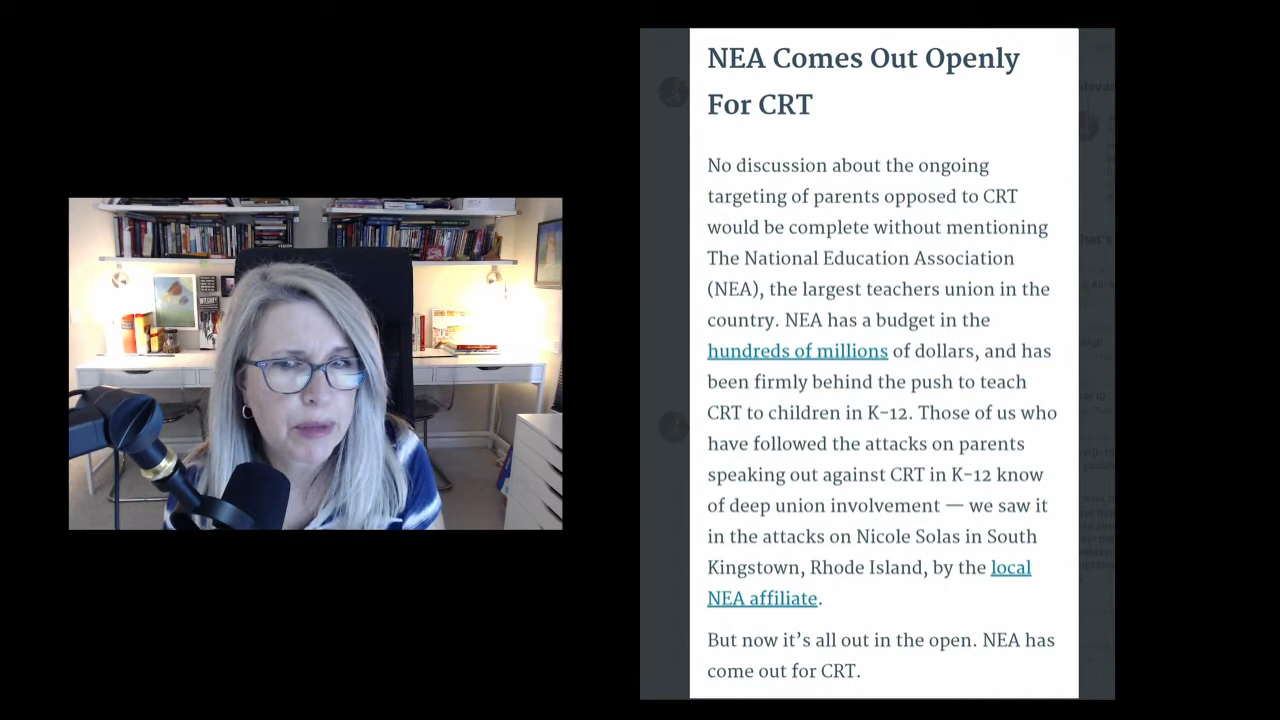 NEA Comes Out Openly
For CRT
No discussion about the ongoing
targeting of parents opposed to CRT
would be complete without mentioning
The National Education Association
(NEA), the largest teachers union in the
country. NEA has a budget in the
hundreds of millions of dollars, and has
been firmly behind the push to teach
CRT to children in K-12. Those of us who
have followed the attacks on parents
speaking out against CRT in K-12 know
of deep union involvement — we saw it
in the attacks on Nicole Solas in South
Kingstown, Rhode Island, by the local
NEA affiliate.
But now it’s all out in the open. NEA has
come out for CRT.